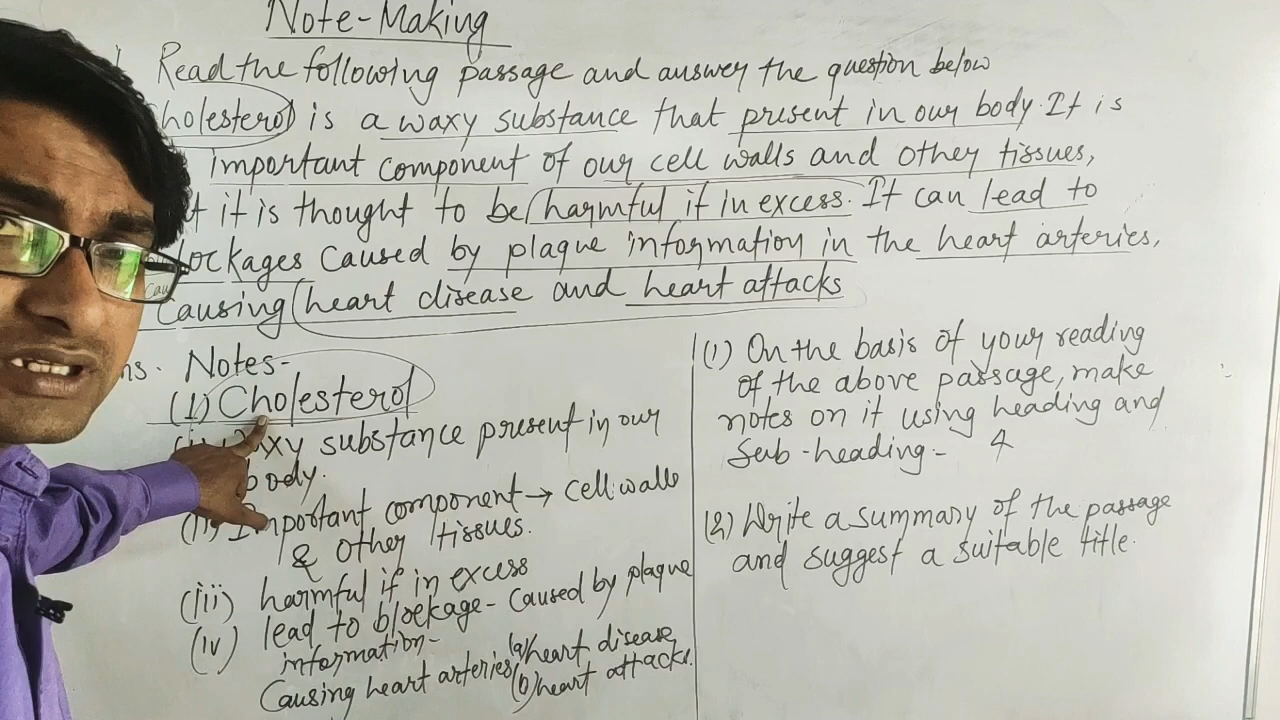 Note-Making
Read the following passage and answer the question below
holesterol is a waxy substance that present in our body. It is
important component of our cell walls and other tissues,
t it is thought to be harmful if in excess. It can lead to
ockages caused by plaque information in the heart arteries,
Causing heart disease and heart attacks
ns. Notes-
(1) Cholesterol
axy substance present in our
body.
(ii) Important component → cell walls
& other tissues.
(iii) harmful if in excess
(iv) lead to blockage - caused by plaque
information-
Causing heart arteries (a) heart disease
(b) heart attacks.
(1) On the basis of your reading
of the above passage, make
notes on it using heading and
Sub-heading - 4
(2) Write a summary of the passage
and suggest a suitable title.